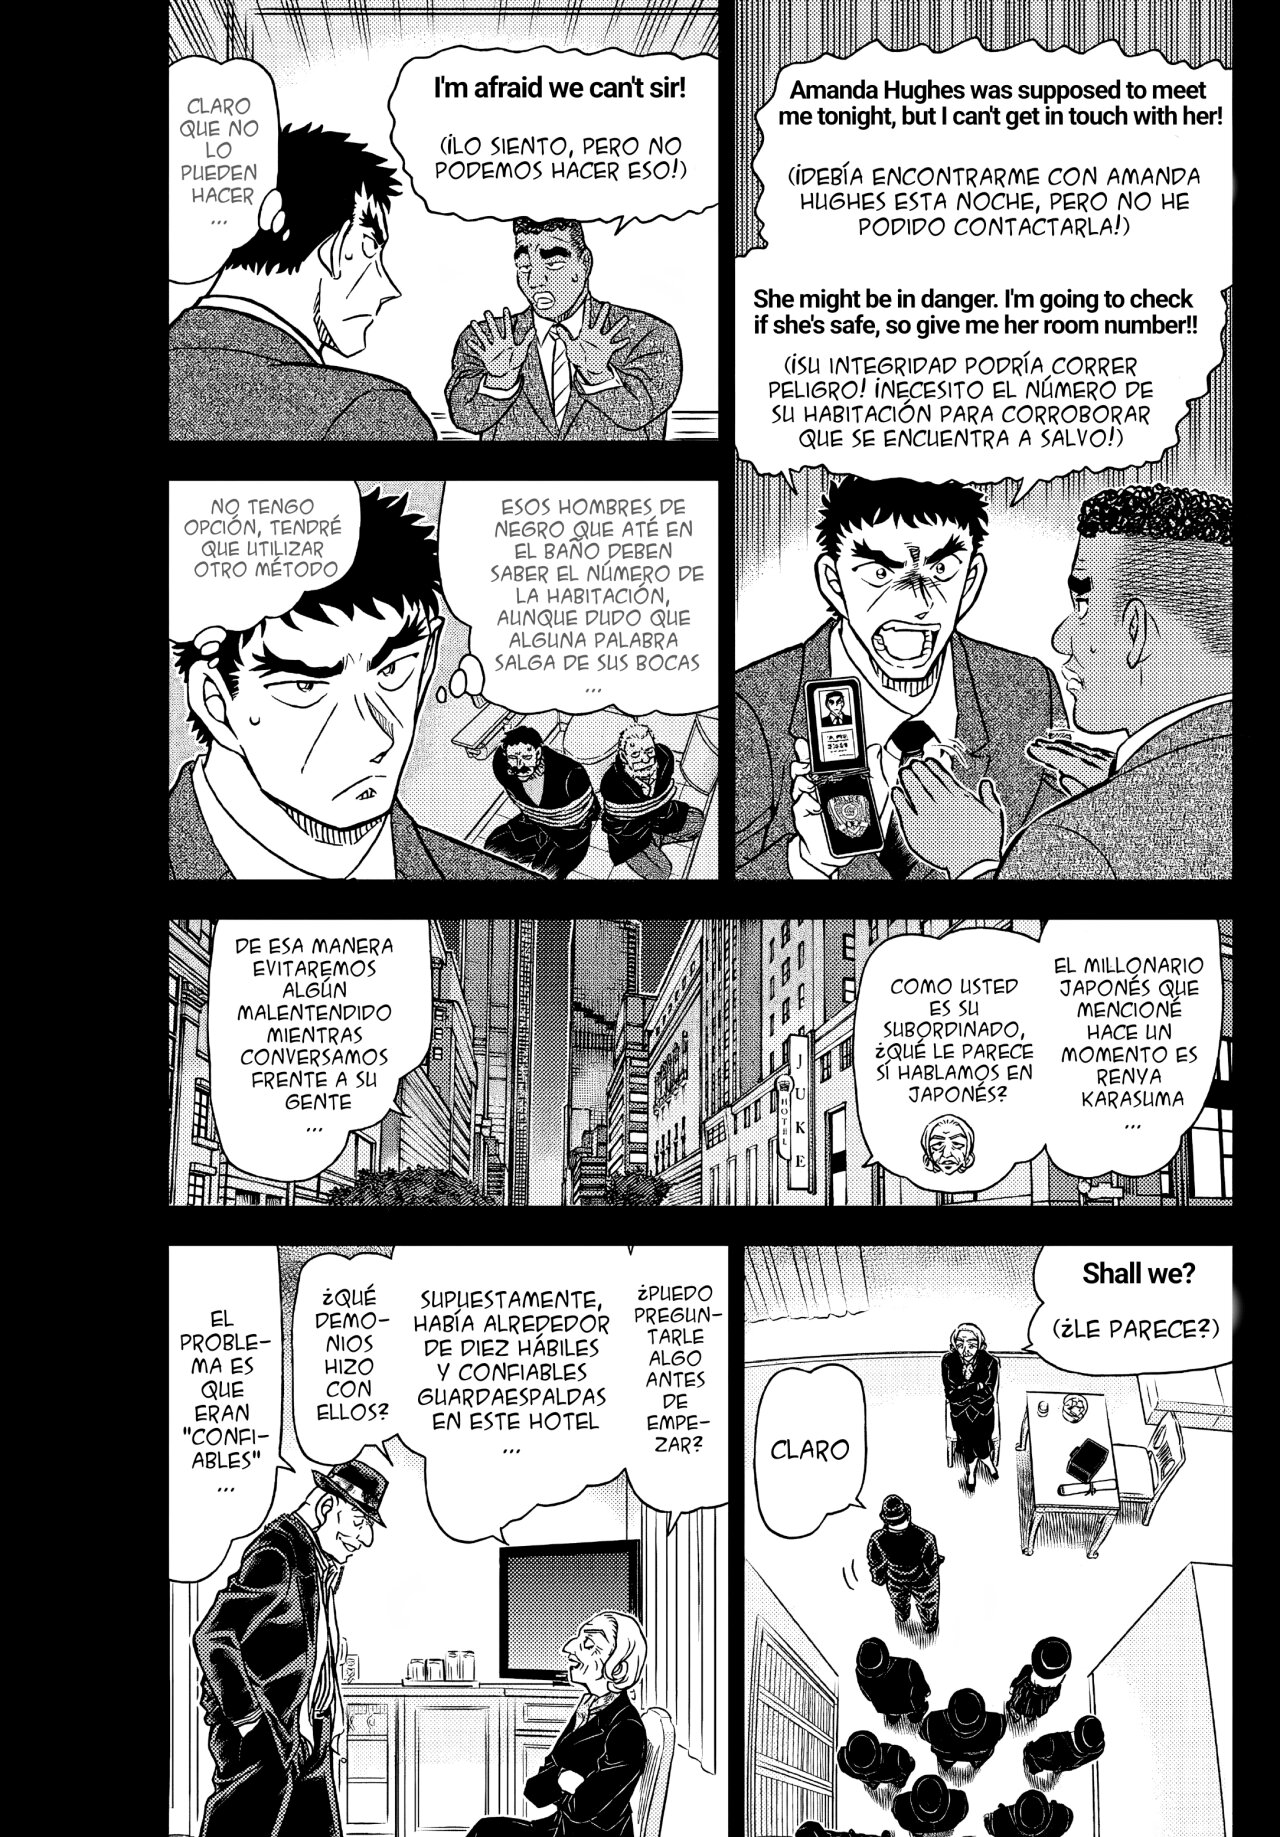 Amanda Hughes was supposed to meet
me tonight, but I can't get in touch with her!
(¡DEBÍA ENCONTRARME CON AMANDA
HUGHES ESTA NOCHE, PERO NO HE
PODIDO CONTACTARLA!)
She might be in danger. I'm going to check
if she's safe, so give me her room number!!
(¡SU INTEGRIDAD PODRÍA CORRER
PELIGRO! ¡NECESITO EL NÚMERO DE
SU HABITACIÓN PARA CORROBORAR
QUE SE ENCUENTRA A SALVO!)
I'm afraid we can't sir!
(¡LO SIENTO, PERO NO
PODEMOS HACER ESO!)
CLARO
QUE NO
LO
PUEDEN
HACER
...
ESOS HOMBRES DE
NEGRO QUE ATÉ EN
EL BAÑO DEBEN
SABER EL NÚMERO DE
LA HABITACIÓN,
AUNQUE DUDO QUE
ALGUNA PALABRA
SALGA DE SUS BOCAS
...
NO TENGO
OPCIÓN, TENDRÉ
QUE UTILIZAR
OTRO MÉTODO
EL MILLONARIO
JAPONÉS QUE
MENCIONÉ
HACE UN
MOMENTO ES
RENYA
KARASUMA
...
COMO USTED
ES SU
SUBORDINADO,
¿QUÉ LE PARECE
SI HABLAMOS EN
JAPONÉS?
JUKE
HOTEL
DE ESA MANERA
EVITAREMOS
ALGÚN
MALENTENDIDO
MIENTRAS
CONVERSAMOS
FRENTE A SU
GENTE
...
Shall we?
(¿LE PARECE?)
CLARO
¿PUEDO
PREGUN-
TARLE
ALGO
ANTES
DE
EMPE-
ZAR?
SUPUESTAMENTE,
HABÍA ALREDEDOR
DE DIEZ HÁBILES
Y CONFIABLES
GUARDAESPALDAS
EN ESTE HOTEL
...
¿QUÉ
DEMO-
NIOS
HIZO
CON
ELLOS?
EL
PROBLE-
MA ES
QUE
ERAN
"CONFI-
ABLES"
...